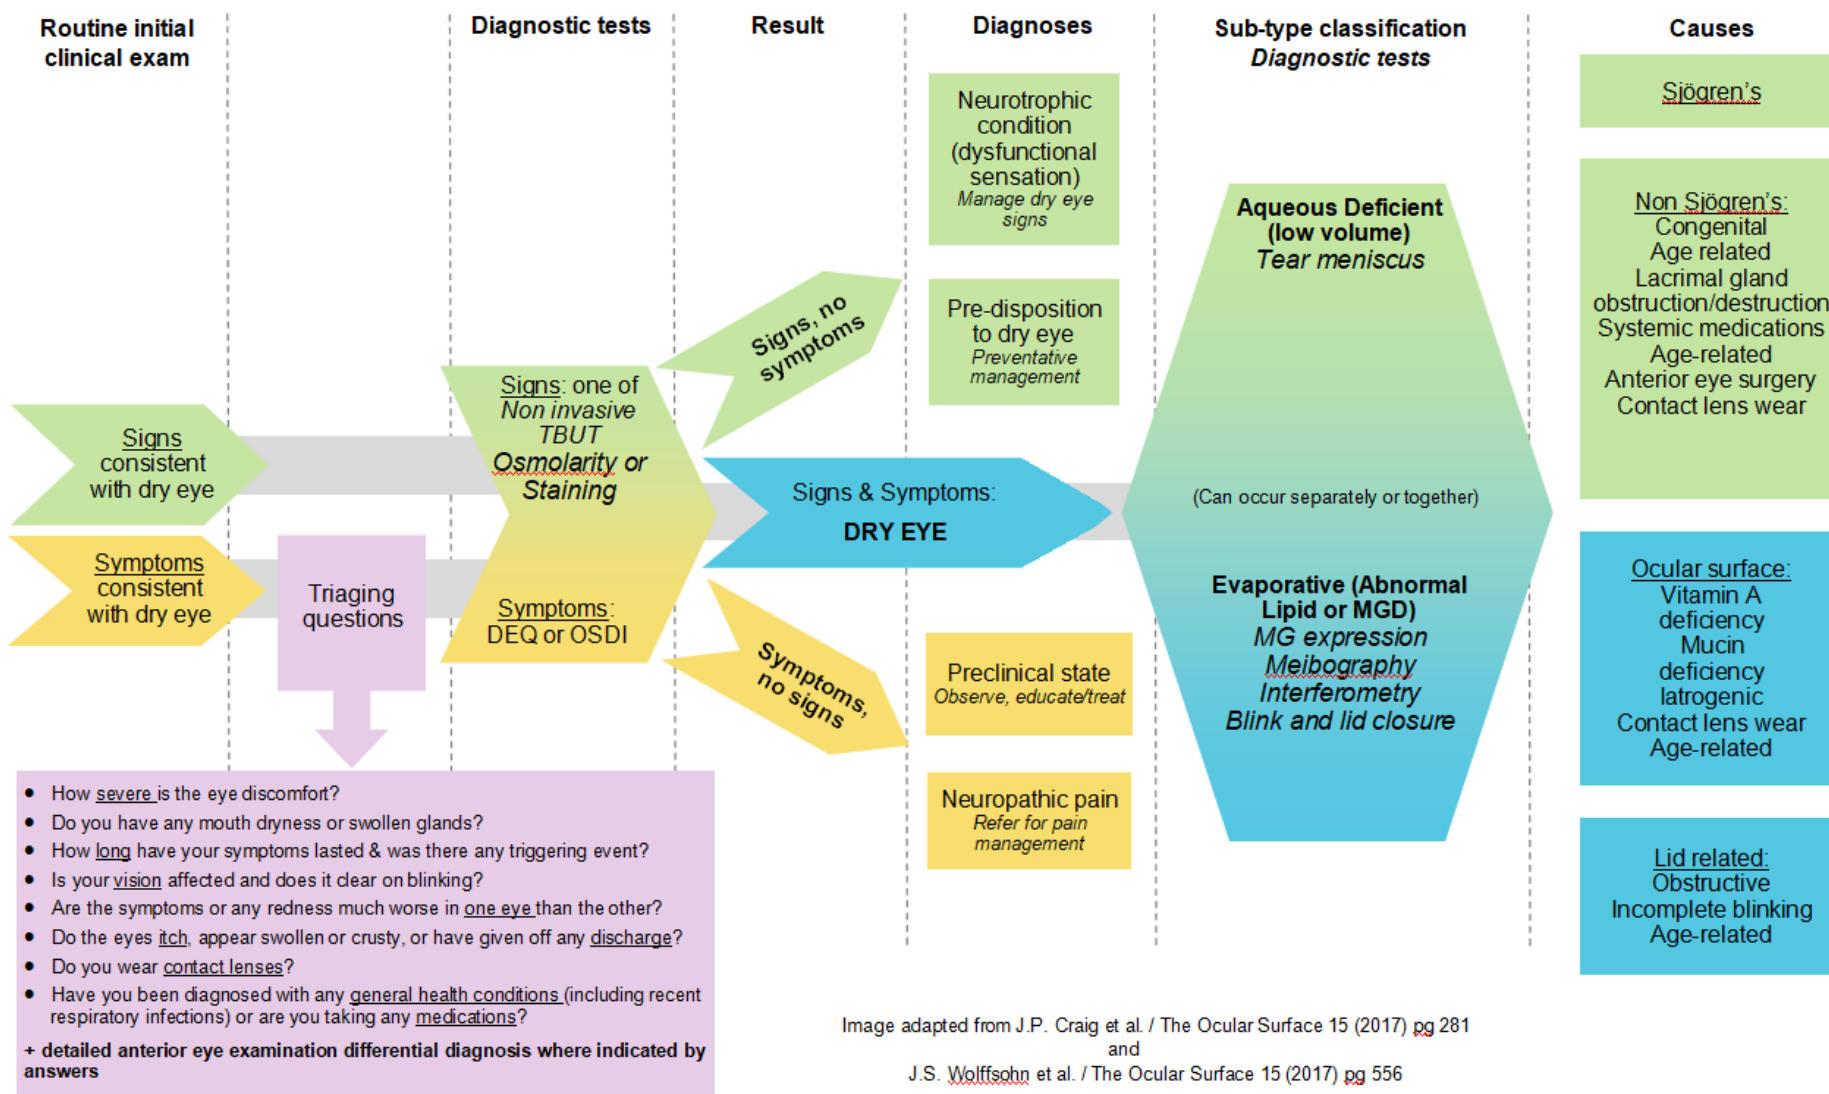 Routine initial
clinical exam
Diagnostic tests
Result
Diagnoses
Sub-type classification
Diagnostic tests
Causes
Signs
consistent
with dry eye
Symptoms
consistent
with dry eye
Triaging
questions
Signs: one of
Non invasive
TBUT
Osmolarity or
Staining
Symptoms:
DEQ or OSDI
Signs, no
symptoms
Signs & Symptoms:
DRY EYE
Symptoms,
no signs
Neurotrophic
condition
(dysfunctional
sensation)
Manage dry eye
signs
Pre-disposition
to dry eye
Preventative
management
Preclinical state
Observe, educate/treat
Neuropathic pain
Refer for pain
management
Aqueous Deficient
(low volume)
Tear meniscus
(Can occur separately or together)
Evaporative (Abnormal
Lipid or MGD)
MG expression
Meibography
Interferometry
Blink and lid closure
Sjögren's
Non Sjögren's:
Congenital
Age related
Lacrimal gland
obstruction/destruction
Systemic medications
Age-related
Anterior eye surgery
Contact lens wear
Ocular surface:
Vitamin A
deficiency
Mucin
deficiency
Iatrogenic
Contact lens wear
Age-related
Lid related:
Obstructive
Incomplete blinking
Age-related
• How severe is the eye discomfort?
• Do you have any mouth dryness or swollen glands?
• How long have your symptoms lasted & was there any triggering event?
• Is your vision affected and does it clear on blinking?
• Are the symptoms or any redness much worse in one eye than the other?
• Do the eyes itch, appear swollen or crusty, or have given off any discharge?
• Do you wear contact lenses?
• Have you been diagnosed with any general health conditions (including recent
respiratory infections) or are you taking any medications?
+ detailed anterior eye examination differential diagnosis where indicated by
answers
Image adapted from J.P. Craig et al. / The Ocular Surface 15 (2017) pg 281
and
J.S. Wolffsohn et al. / The Ocular Surface 15 (2017) pg 556